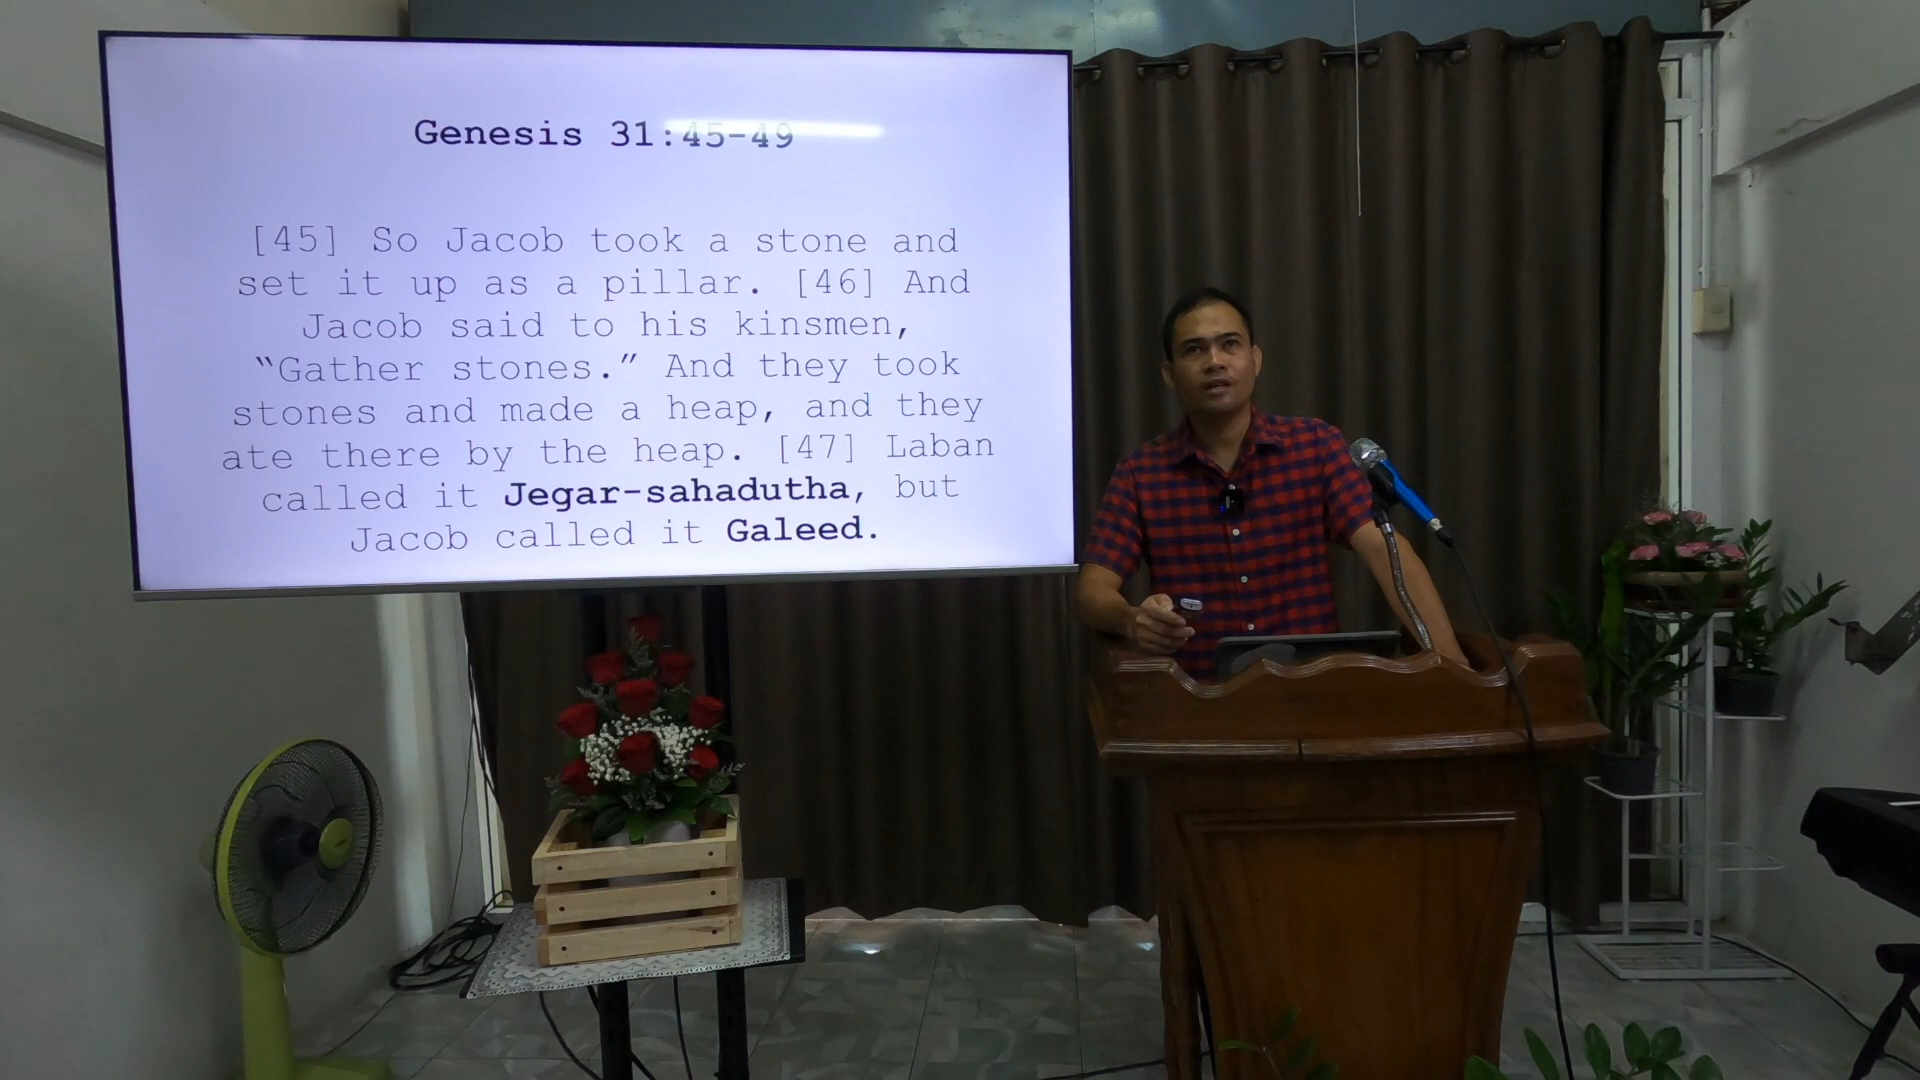 Genesis 31:45-49
[45] So Jacob took a stone and
set it up as a pillar. [46] And
Jacob said to his kinsmen,
“Gather stones.” And they took
stones and made a heap, and they
ate there by the heap. [47] Laban
called it Jegar-sahadutha, but
Jacob called it Galeed.